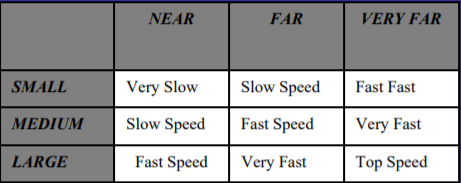 NEAR FAR VERY FAR
SMALL Very Slow Slow Speed Fast Fast
MEDIUM Slow Speed Fast Speed Very Fast
LARGE Fast Speed Very Fast Top Speed